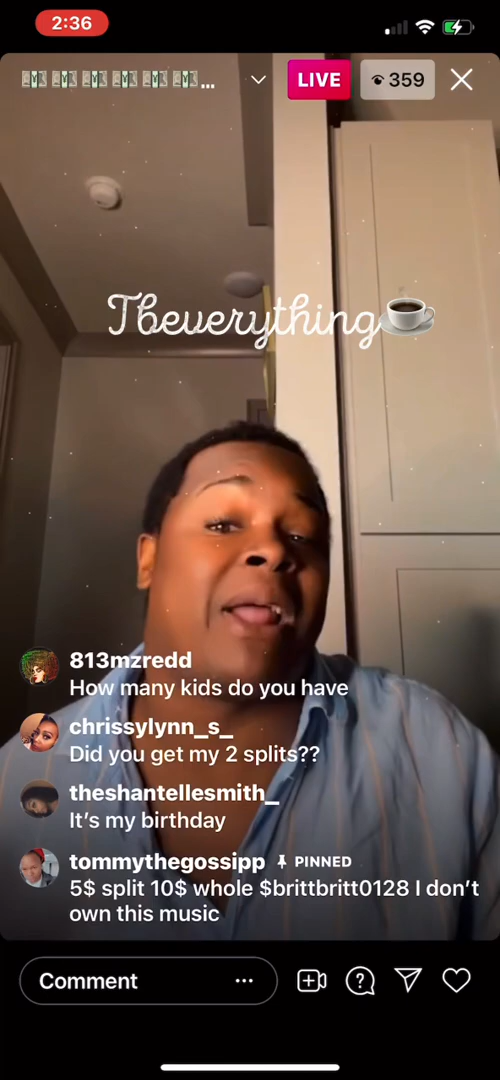 2:36
LIVE
359
Tbeverything
813mzredd
How many kids do you have
chrissylynn_s_
Did you get my 2 splits??
theshantellesmith_
It's my birthday
tommythegossipp PINNED
5$ split 10$ whole $brittbritt0128 I don't
own this music
Comment